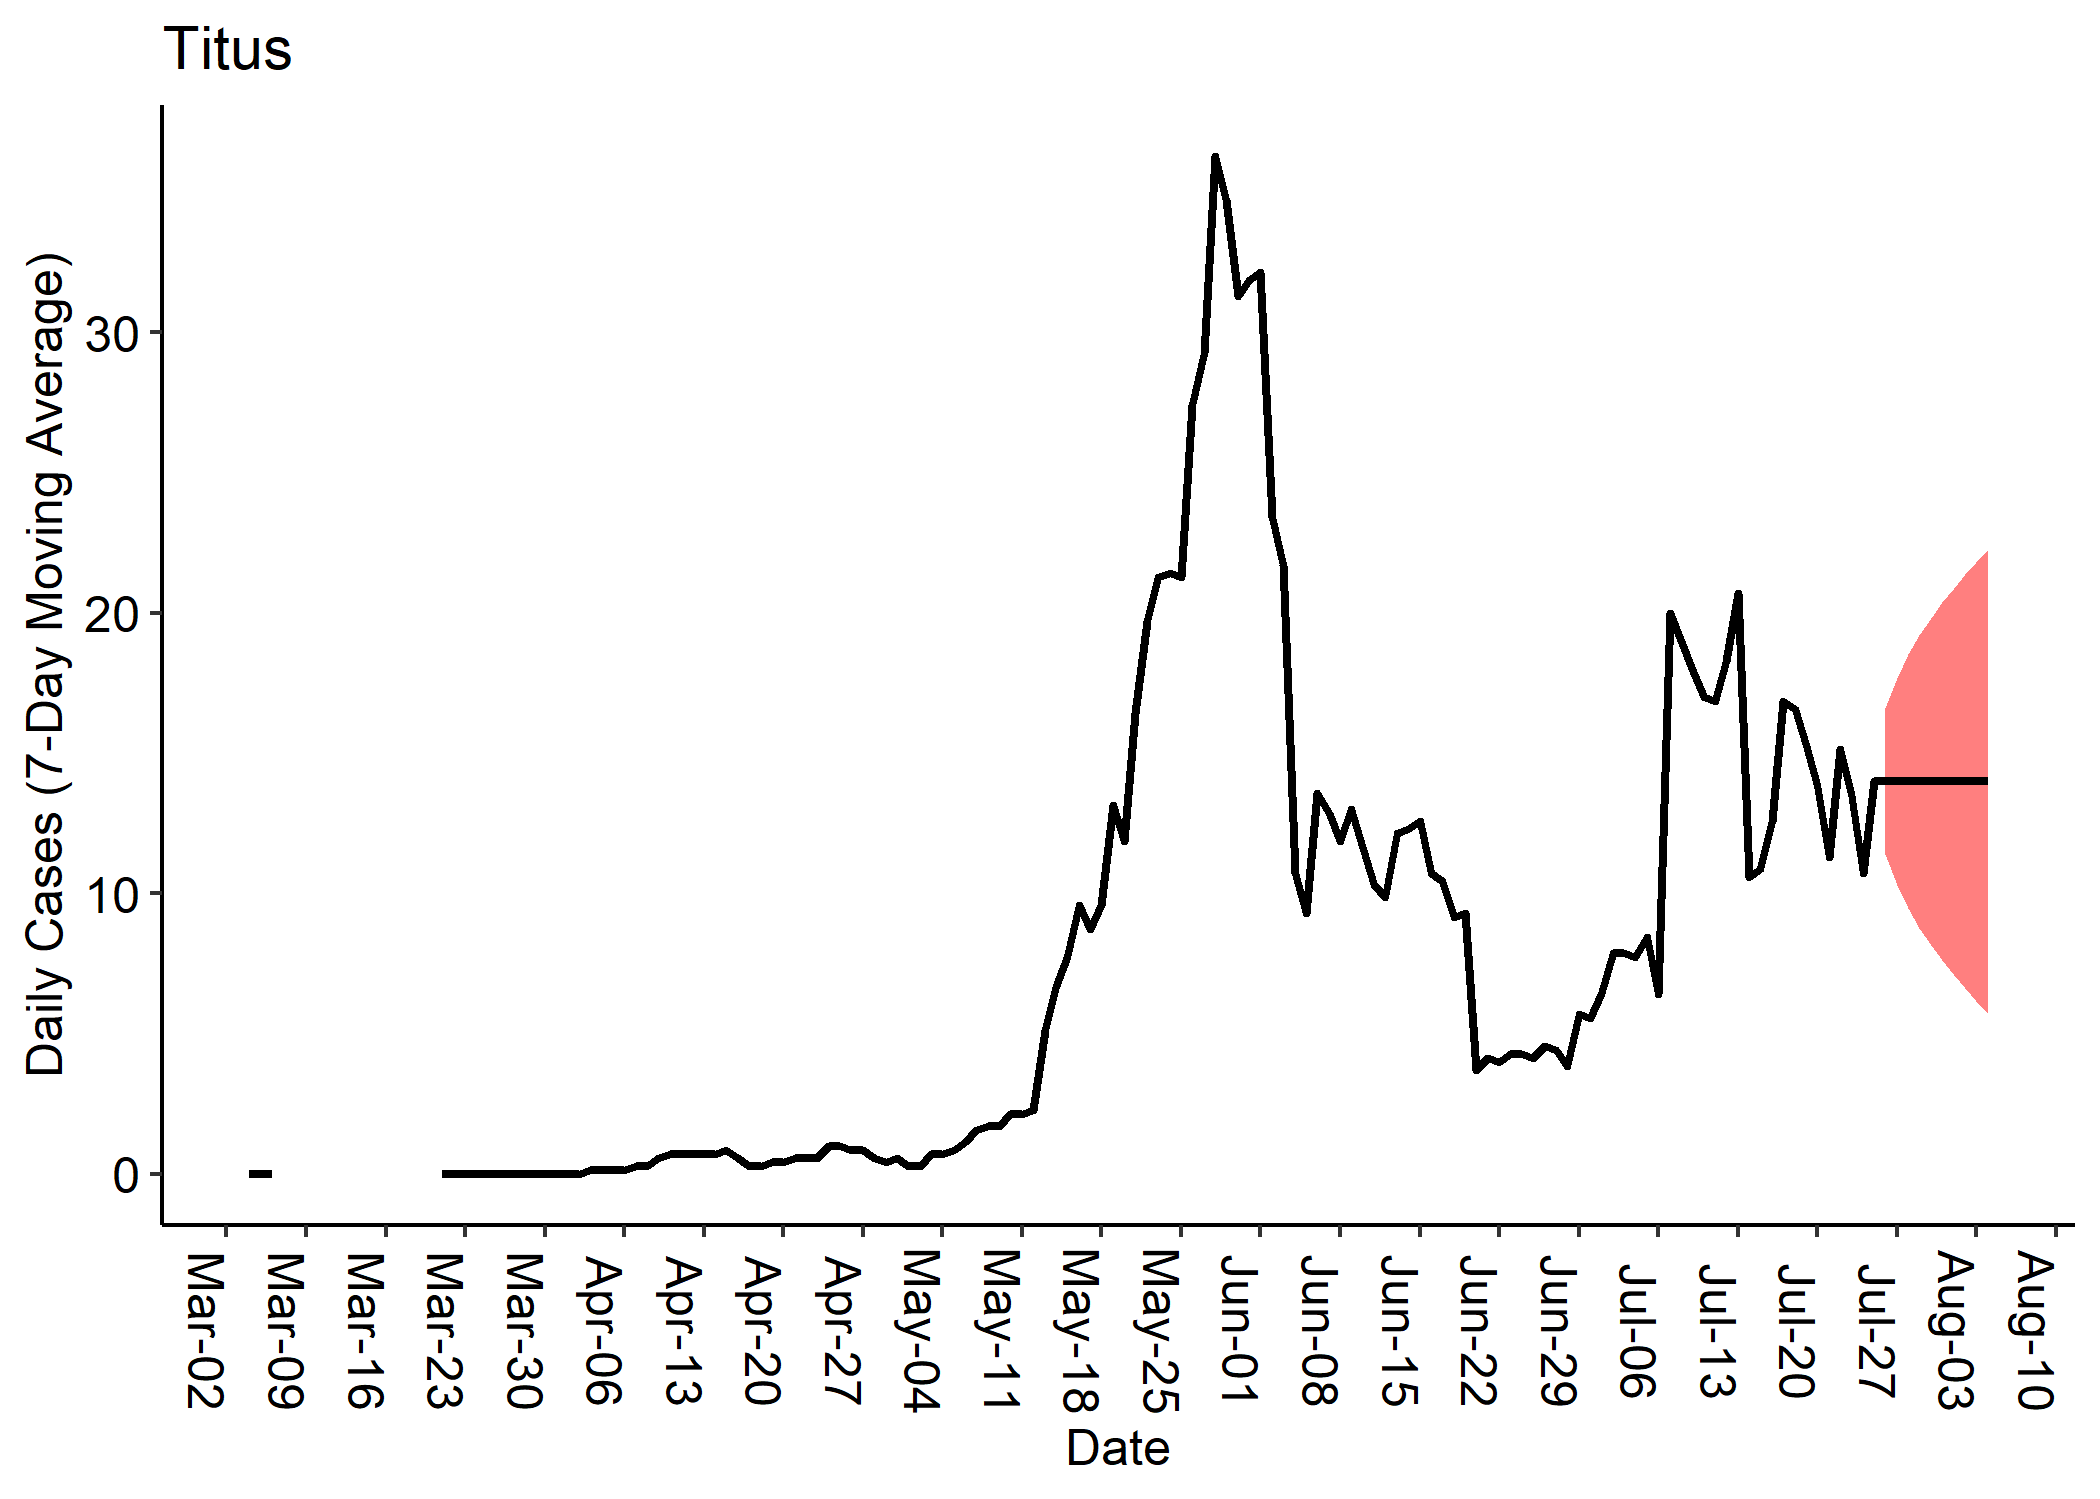 Titus
Daily Cases (7-Day Moving Average)
30
20
10
0
Mar-02
Mar-09
Mar-16
Mar-23
Mar-30
Apr-06
Apr-13
Apr-20
Apr-27
May-04
May-11
May-18
May-25
Jun-01
Jun-08
Jun-15
Jun-22
Jun-29
Jul-06
Jul-13
Jul-20
Jul-27
Aug-03
Aug-10
Date